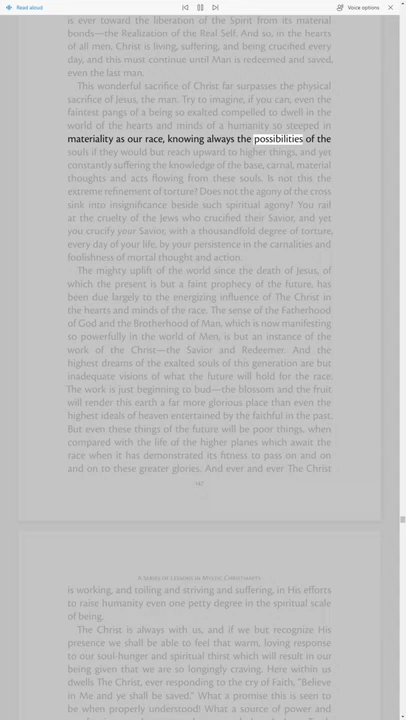 Read aloud
Voice options
is ever toward the liberation of the Spirit from its material
bonds—the Realization of the Real Self. And so, in the hearts
of all men, Christ is living, suffering, and being crucified every
day, and this must continue until Man is redeemed and saved,
even the last man.
This wonderful sacrifice of Christ far surpasses the physical
sacrifice of Jesus, the man. Try to imagine, if you can, even the
faintest pangs of a being so exalted compelled to dwell in the
world of the hearts and minds of a humanity so steeped in
materiality as our race, knowing always the possibilities of the
souls if they would but reach upward to higher things, and yet
constantly suffering the knowledge of the base, carnal, material
thoughts and acts flowing from these souls. Is not this the
extreme refinement of torture? Does not the agony of the cross
sink into insignificance beside such spiritual agony? You rail
at the cruelty of the Jews who crucified their Savior, and yet
you crucify your Savior, with a thousandfold degree of torture,
every day of your life, by your persistence in the carnalities and
foolishness of mortal thought and action.
The mighty uplift of the world since the death of Jesus, of
which the present is but a faint prophecy of the future, has
been due largely to the energizing influence of The Christ in
the hearts and minds of the race. The sense of the Fatherhood
of God and the Brotherhood of Man, which is now manifesting
so powerfully in the world of Men, is but an instance of the
work of the Christ—the Savior and Redeemer. And the
highest dreams of the exalted souls of this generation are but
inadequate visions of what the future will hold for the race.
The work is just beginning to bud—the blossom and the fruit
will render this earth a far more glorious place than even the
highest ideals of heaven entertained by the faithful in the past.
But even these things of the future will be poor things, when
compared with the life of the higher planes which await the
race when it has demonstrated its fitness to pass on and on
and on to these greater glories. And ever and ever The Christ
142
A Series of Lessons in Mystic Christianity
is working, and toiling and striving and suffering, in His efforts
to raise humanity even one petty degree in the spiritual scale
of being.
The Christ is always with us, and if we but recognize His
presence we shall be able to feel that warm, loving response
to our soul-hunger and spiritual thirst which will result in our
being given that we are so longingly craving. Here within us
dwells The Christ, ever responding to the cry of Faith, "Believe
in Me and ye shall be saved." What a promise this is seen to
be when properly understood! What a source of power and